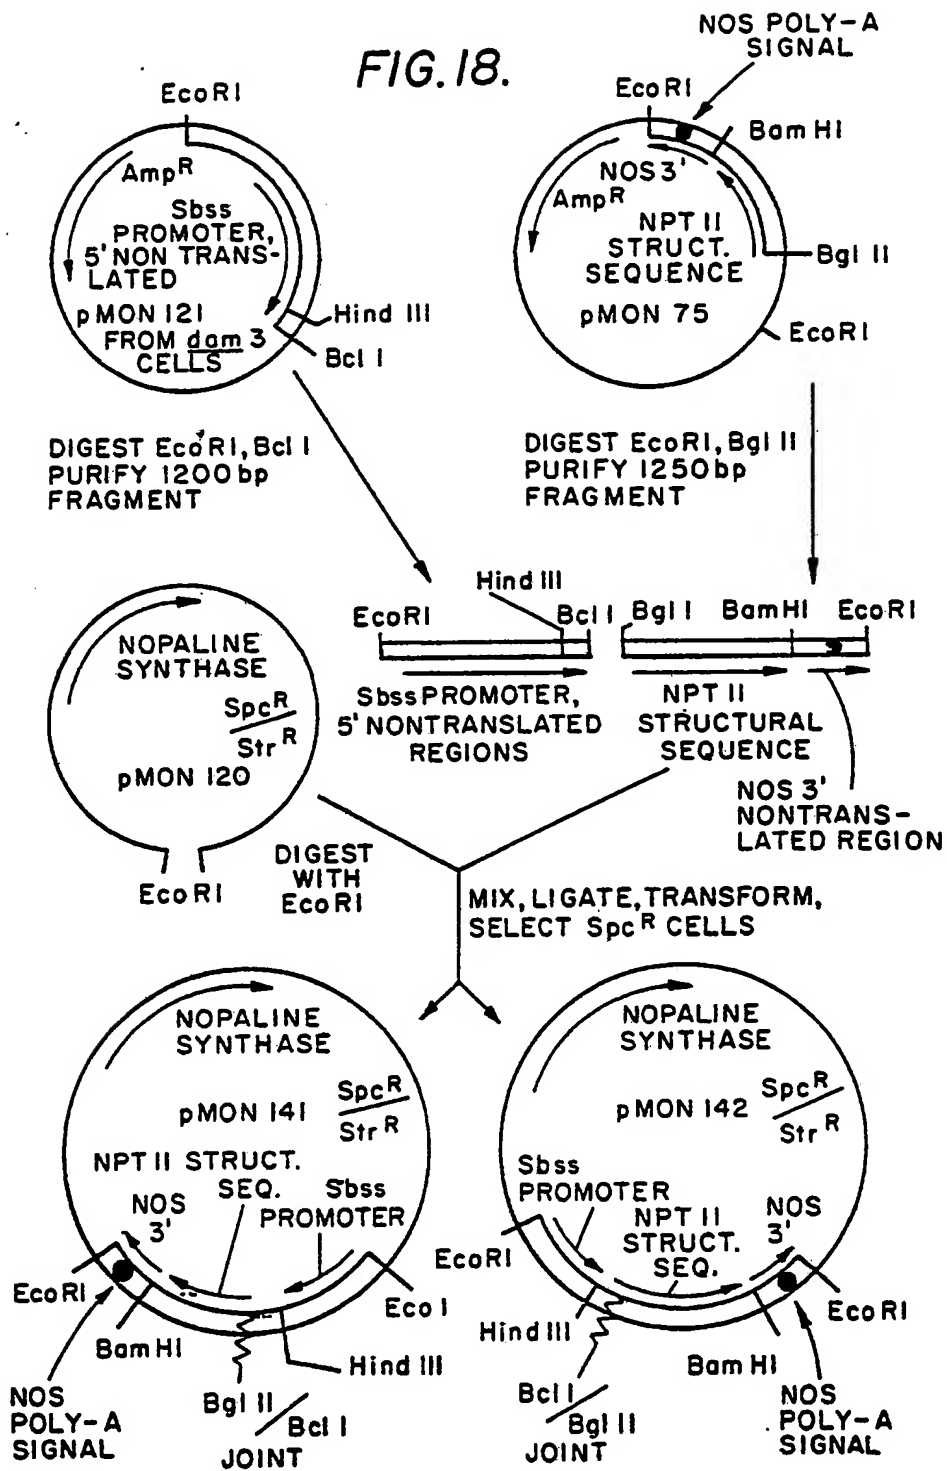 FIG.18.
EcoRI
AmpR
Sbss
PROMOTER,
5' NON TRANS-
LATED
pMON 121
FROM dam 3
CELLS
Hind III
Bcl I
NOS POLY-A
SIGNAL
EcoRI
BamHI
NOS 3'
AmpR
NPT II
STRUCT.
SEQUENCE
Bgl II
pMON 75
EcoRI
DIGEST EcoRI, Bcl I
PURIFY 1200 bp
FRAGMENT
DIGEST EcoRI, Bgl II
PURIFY 1250 bp
FRAGMENT
Hind III
EcoRI
Bcl I
Bgl I
BamHI
EcoRI
Sbss PROMOTER,
5' NONTRANSLATED
REGIONS
NPT II
STRUCTURAL
SEQUENCE
NOS 3'
NONTRANS-
LATED REGION
NOPALINE
SYNTHASE
SpcR
StrR
pMON 120
EcoRI
DIGEST
WITH
EcoRI
MIX, LIGATE, TRANSFORM,
SELECT SpcR CELLS
NOPALINE
SYNTHASE
pMON 141
SpcR
StrR
NPT II STRUCT.
SEQ.
NOS
3'
Sbss
PROMOTER
EcoRI
BamHI
Eco I
Hind III
Bgl II
Bcl I
JOINT
NOS
POLY-A
SIGNAL
NOPALINE
SYNTHASE
pMON 142
SpcR
StrR
Sbss
PROMOTER
NPT II
STRUCT.
SEQ.
NOS
3'
EcoRI
Hind III
EcoRI
BamHI
Bcl I
Bgl II
JOINT
NOS
POLY-A
SIGNAL